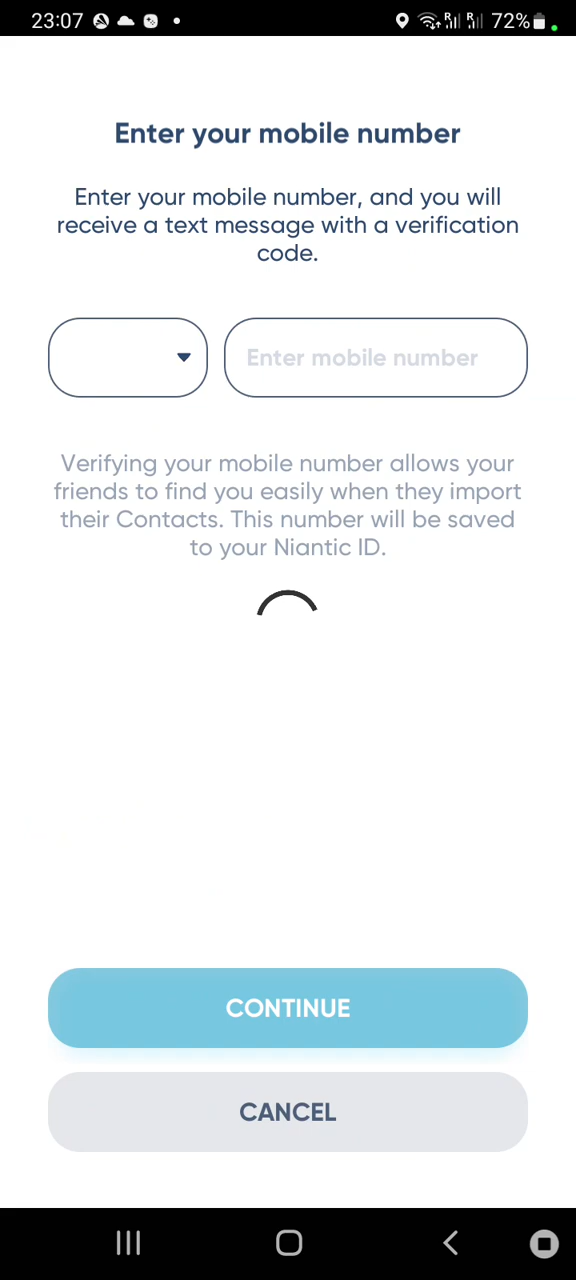 23:07
R R 72%
Enter your mobile number
Enter your mobile number, and you will
receive a text message with a verification
code.
Enter mobile number
Verifying your mobile number allows your
friends to find you easily when they import
their Contacts. This number will be saved
to your Niantic ID.
CONTINUE
CANCEL